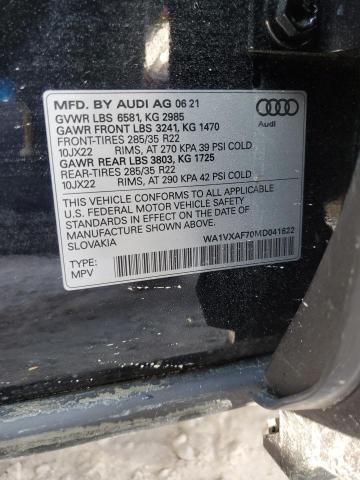 MFD. BY AUDI AG 06 21
GVWR LBS 6581, KG 2985
GAWR FRONT LBS 3241, KG 1470
FRONT-TIRES 285/35 R22
10JX22 RIMS, AT 270 KPA 39 PSI COLD
GAWR REAR LBS 3803, KG 1725
REAR-TIRES 285/35 R22
10JX22 RIMS, AT 290 KPA 42 PSI COLD
Audi
THIS VEHICLE CONFORMS TO ALL APPLICABLE
U.S. FEDERAL MOTOR VEHICLE SAFETY
STANDARDS IN EFFECT ON THE DATE OF
MANUFACTURE SHOWN ABOVE.
SLOVAKIA
WA1VXAF70MD041622
TYPE:
MPV